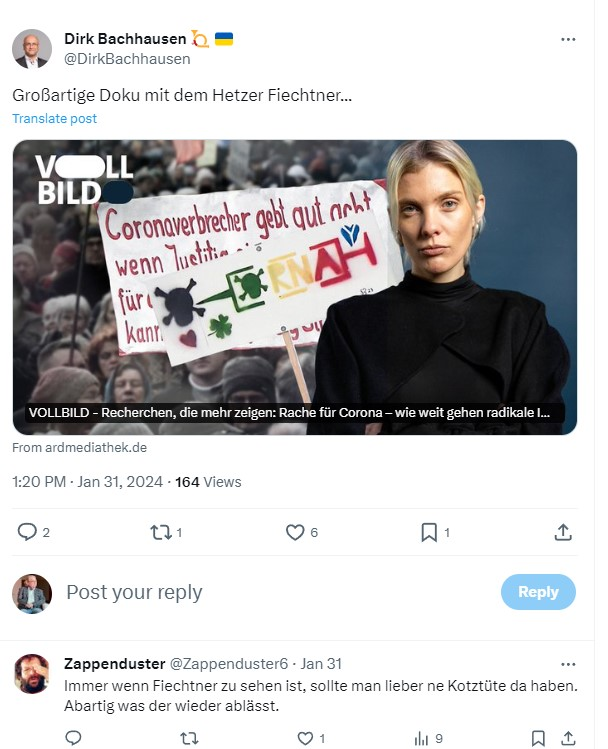 Dirk Bachhausen
@DirkBachhausen
Großartige Doku mit dem Hetzer Fiechtner...
Translate post
VOLL
BILD
Coronaverbrecher gebt gut acht
wenn Justitia
für
kann
RNAH
VOLLBILD - Recherchen, die mehr zeigen: Rache für Corona – wie weit gehen radikale I...
From ardmediathek.de
1:20 PM · Jan 31, 2024 · 164 Views
2 1 6 1
Post your reply
Reply
Zappenduster @Zappenduster6 · Jan 31
Immer wenn Fiechtner zu sehen ist, sollte man lieber ne Kotztüte da haben.
Abartig was der wieder ablässt.
1 9